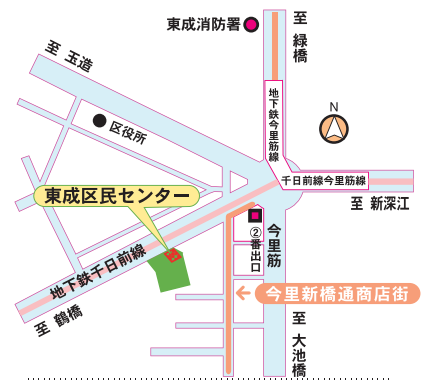 東成消防署
至 緑橋
至 玉造
区役所
N
地下鉄今里筋線
千日前線今里筋線
至 新深江
東成区民センター
今里筋
②番出口
地下鉄千日前線
至 鶴橋
今里新橋通商店街
至 大池橋